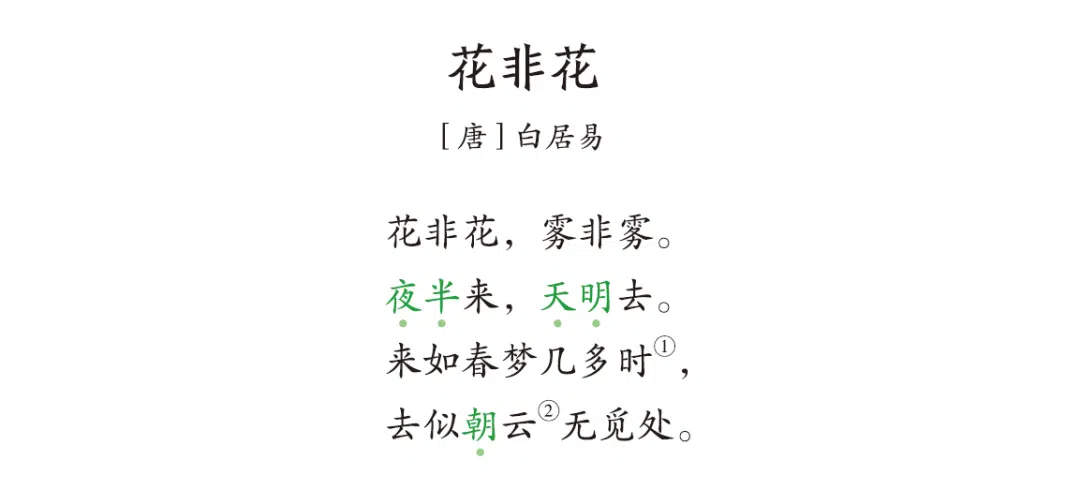 花非花
[唐]白居易
花非花，雾非雾。
夜半来，天明去。
来如春梦几多时①，
去似朝云②无觅处。